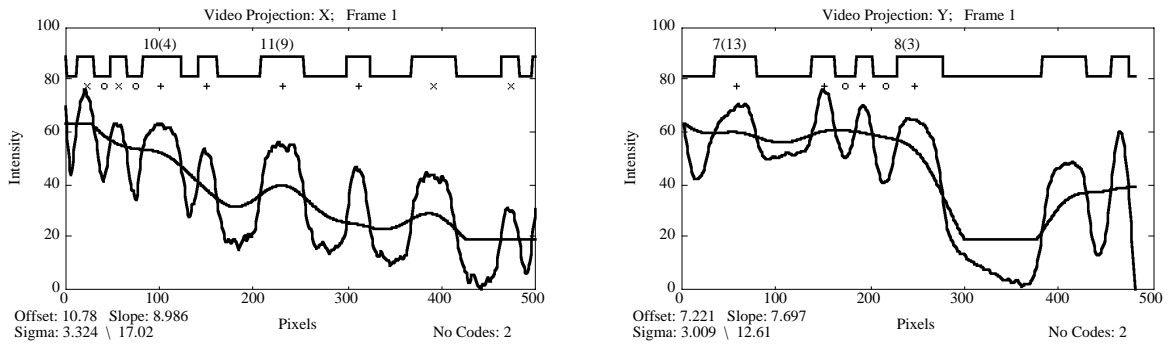 Video Projection: X; Frame 1
100
80
60
40
20
0
Intensity
10(4)
11(9)
0
100
200
300
400
500
Pixels
Offset: 10.78 Slope: 8.986
Sigma: 3.324 \ 17.02
No Codes: 2
Video Projection: Y; Frame 1
100
80
60
40
20
0
Intensity
7(13)
8(3)
0
100
200
300
400
500
Pixels
Offset: 7.221 Slope: 7.697
Sigma: 3.009 \ 12.61
No Codes: 2